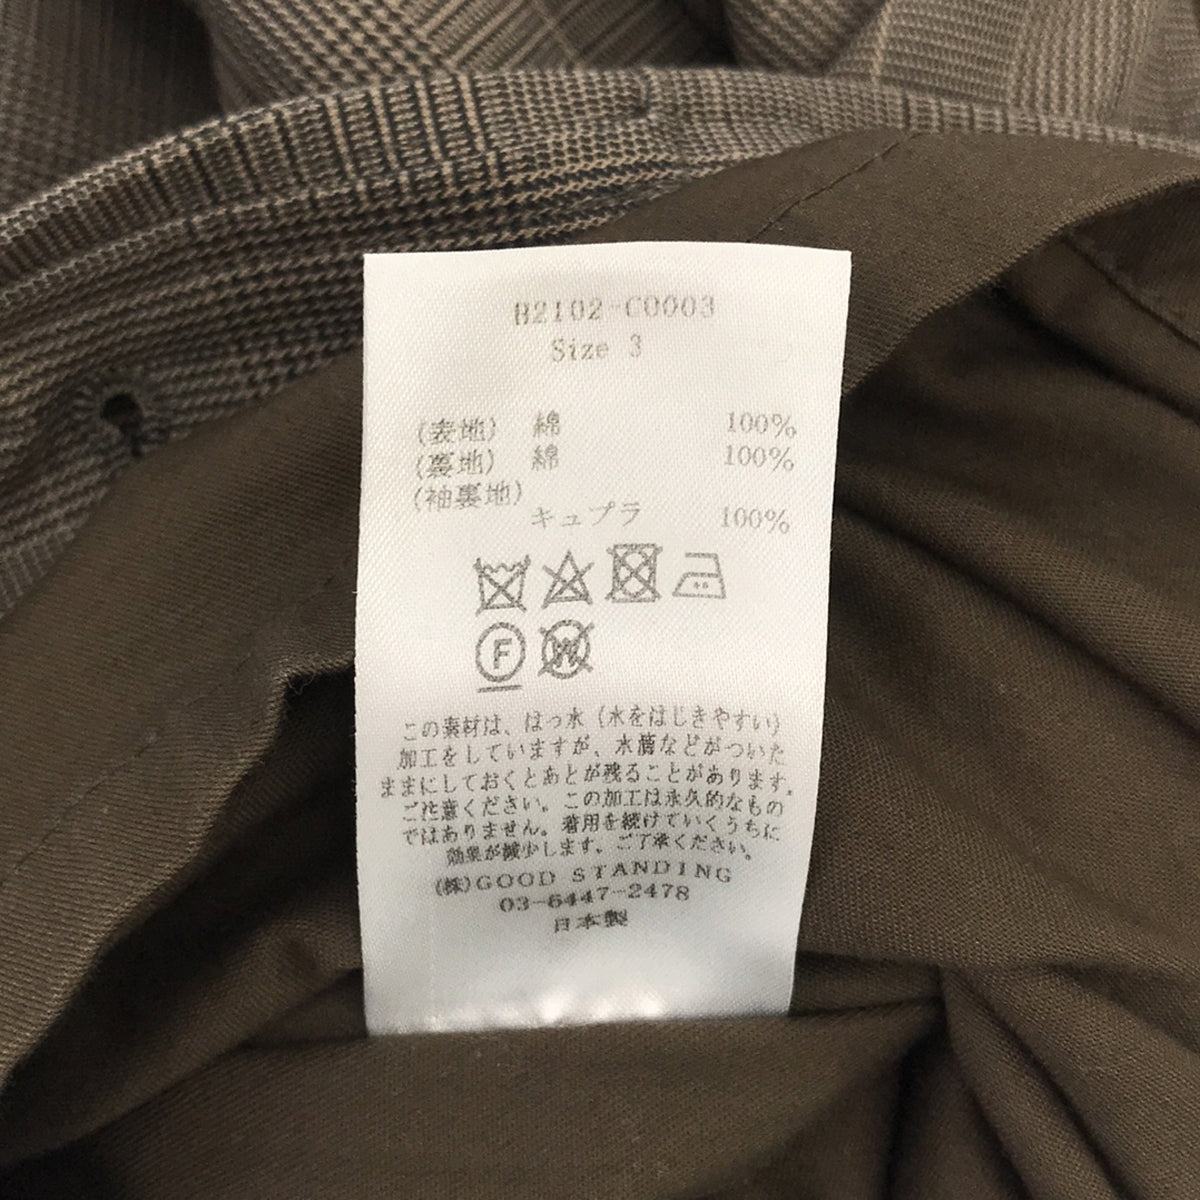 B2102-C0003
Size 3
(表地) 綿 100%
(裏地) 綿 100%
(袖裏地)
キュプラ 100%
F W
この素材は、はっ水 (水をはじきやすい)
加工をしていますが、水滴などがついた
ままにしておくとあとが残ることがあります。
ご注意ください。この加工は永久的なもの
ではありません。着用を続けていくうちに
効果が減少します。ご了承ください。
(株)GOOD STANDING
03-6447-2478
日本製